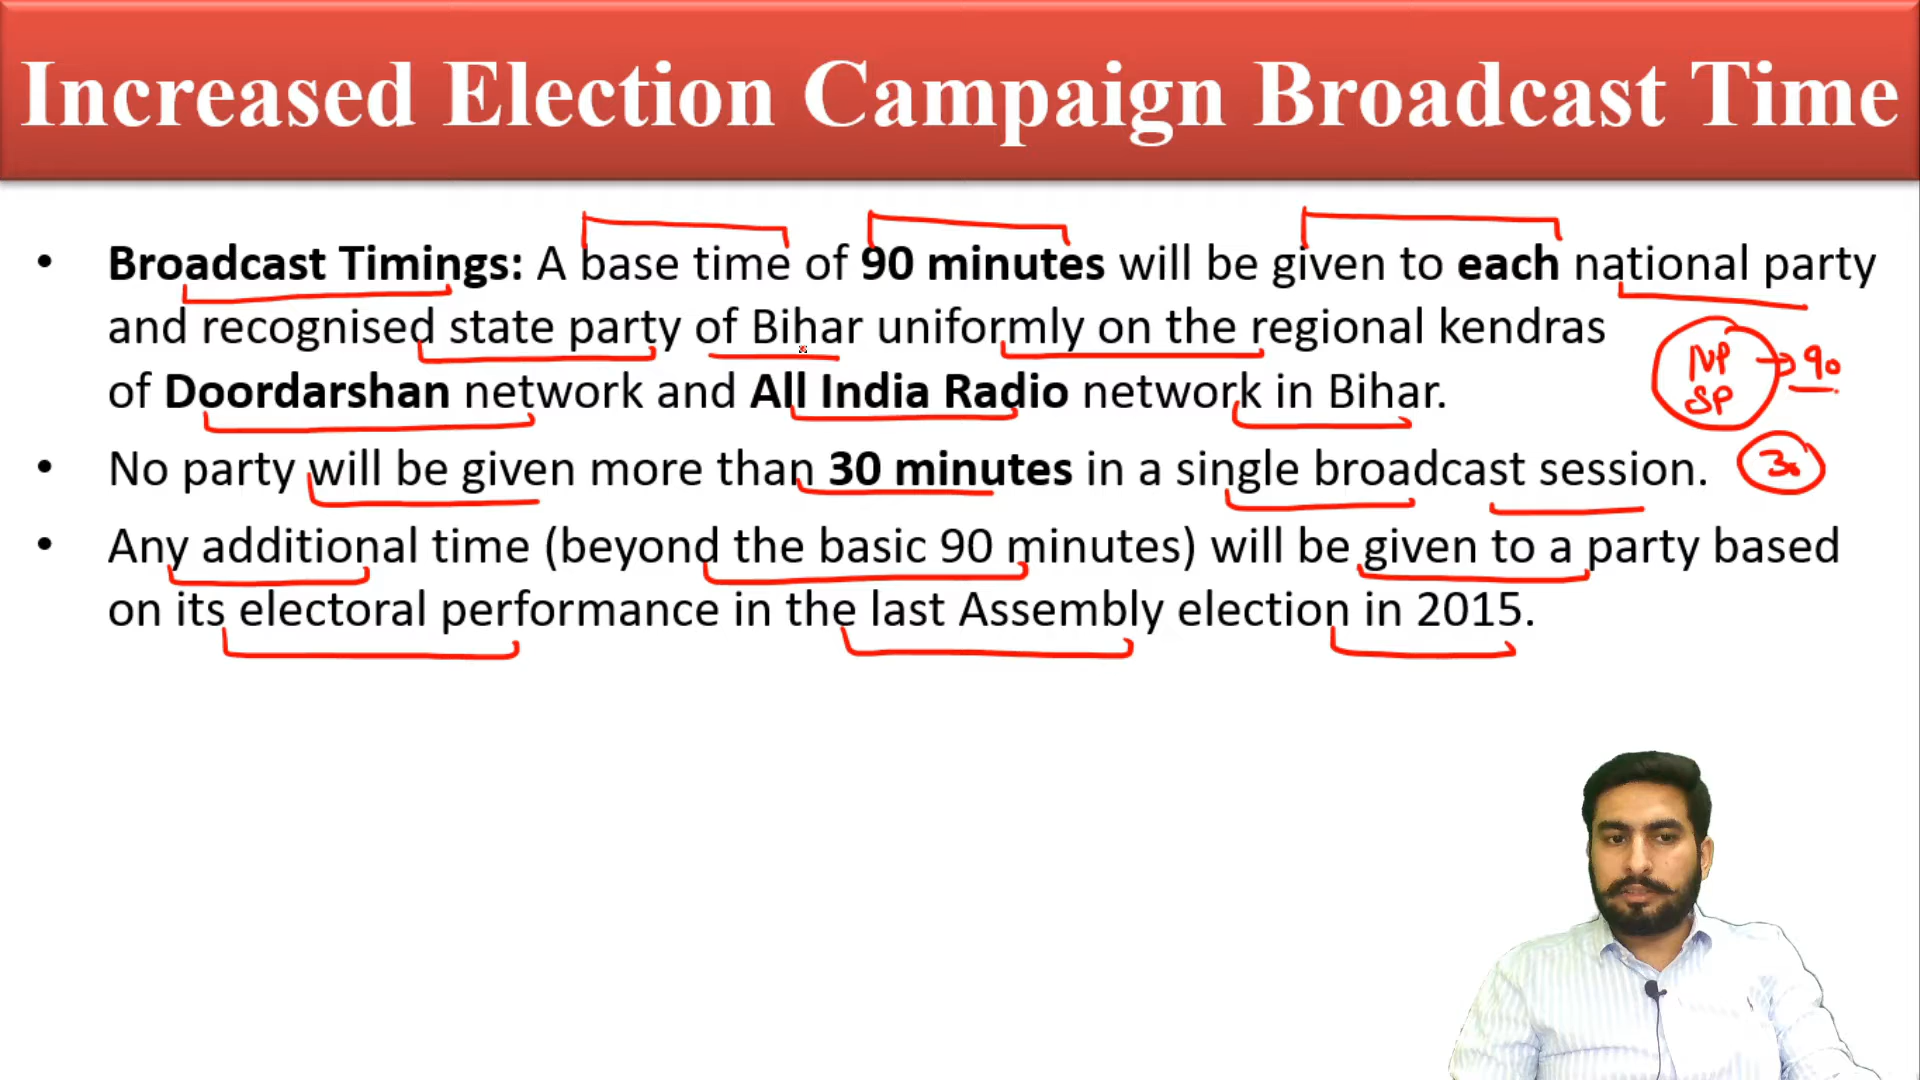 Increased Election Campaign Broadcast Time
• Broadcast Timings: A base time of 90 minutes will be given to each national party
and recognised state party of Bihar uniformly on the regional kendras
of Doordarshan network and All India Radio network in Bihar.
NP → 90
SP
• No party will be given more than 30 minutes in a single broadcast session.
30
• Any additional time (beyond the basic 90 minutes) will be given to a party based
on its electoral performance in the last Assembly election in 2015.